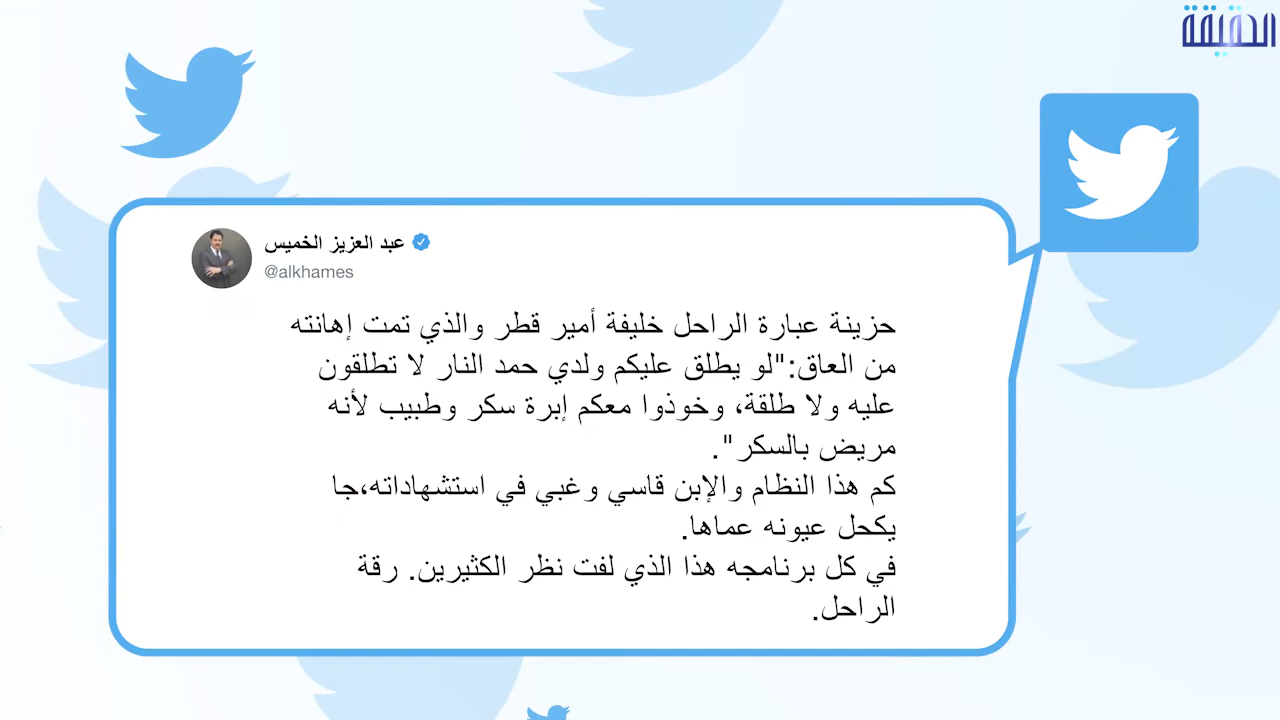 الحقيقة
عبد العزيز الخميس
@alkhames
حزينة عبارة الراحل خليفة أمير قطر والذي تمت إهانته
من العاق:"لو يطلق عليكم ولدي حمد النار لا تطلقون
عليه ولا طلقة، وخوذوا معكم إبرة سكر وطبيب لأنه
مريض بالسكر".
كم هذا النظام والإبن قاسي وغبي في استشهاداته،جا
يكحل عيونه عماها.
في كل برنامجه هذا الذي لفت نظر الكثيرين. رقة
الراحل.